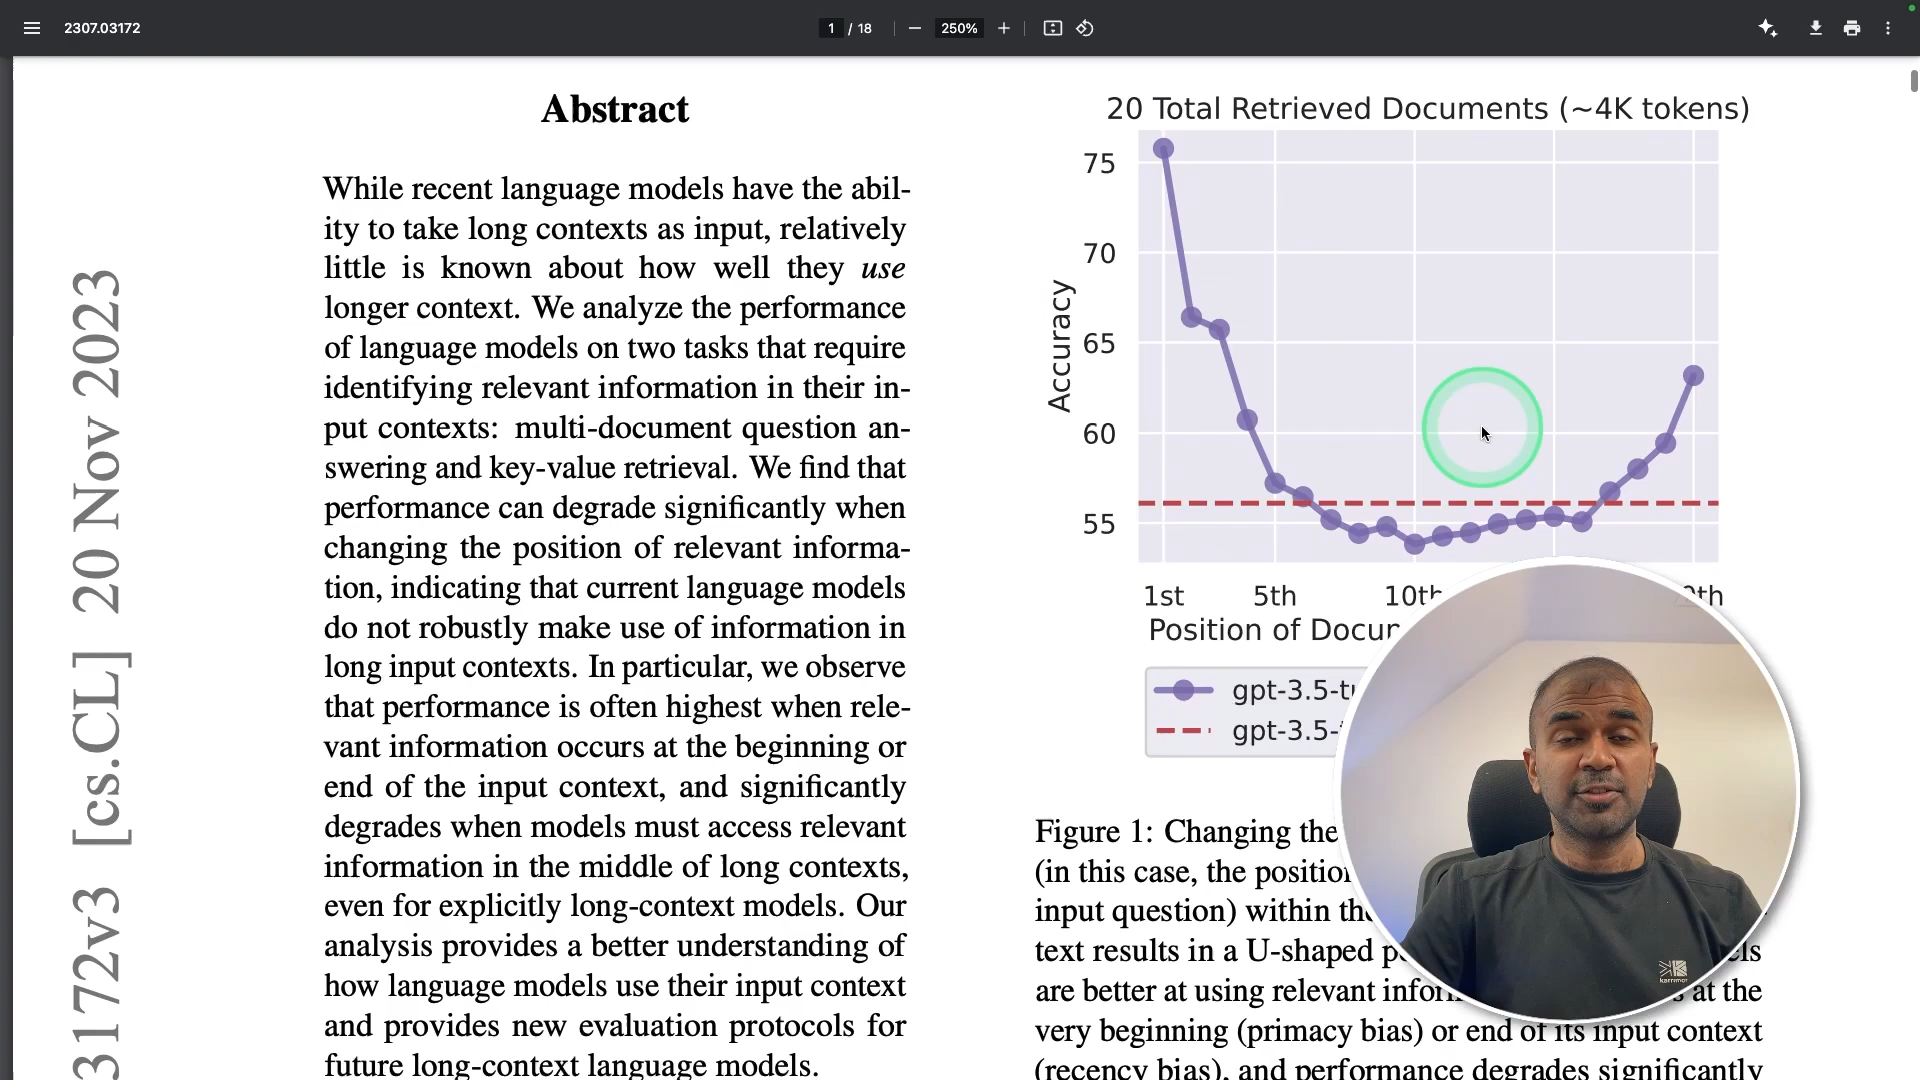 2307.03172
1 / 18
250%
3172v3 [cs.CL] 20 Nov 2023
Abstract
While recent language models have the abil-
ity to take long contexts as input, relatively
little is known about how well they use
longer context. We analyze the performance
of language models on two tasks that require
identifying relevant information in their in-
put contexts: multi-document question an-
swering and key-value retrieval. We find that
performance can degrade significantly when
changing the position of relevant informa-
tion, indicating that current language models
do not robustly make use of information in
long input contexts. In particular, we observe
that performance is often highest when rele-
vant information occurs at the beginning or
end of the input context, and significantly
degrades when models must access relevant
information in the middle of long contexts,
even for explicitly long-context models. Our
analysis provides a better understanding of
how language models use their input context
and provides new evaluation protocols for
future long-context language models.
20 Total Retrieved Documents (~4K tokens)
Accuracy
75
70
65
60
55
1st 5th 10th
Position of
gpt-3.5-
gpt-3.5-
Figure 1: Changing the
(in this case, the
input question) within
text results in a U-shaped
are better at using relevant at the
very beginning (primacy bias) or end of its input context
(recency bias), and performance degrades significantly
karrimor